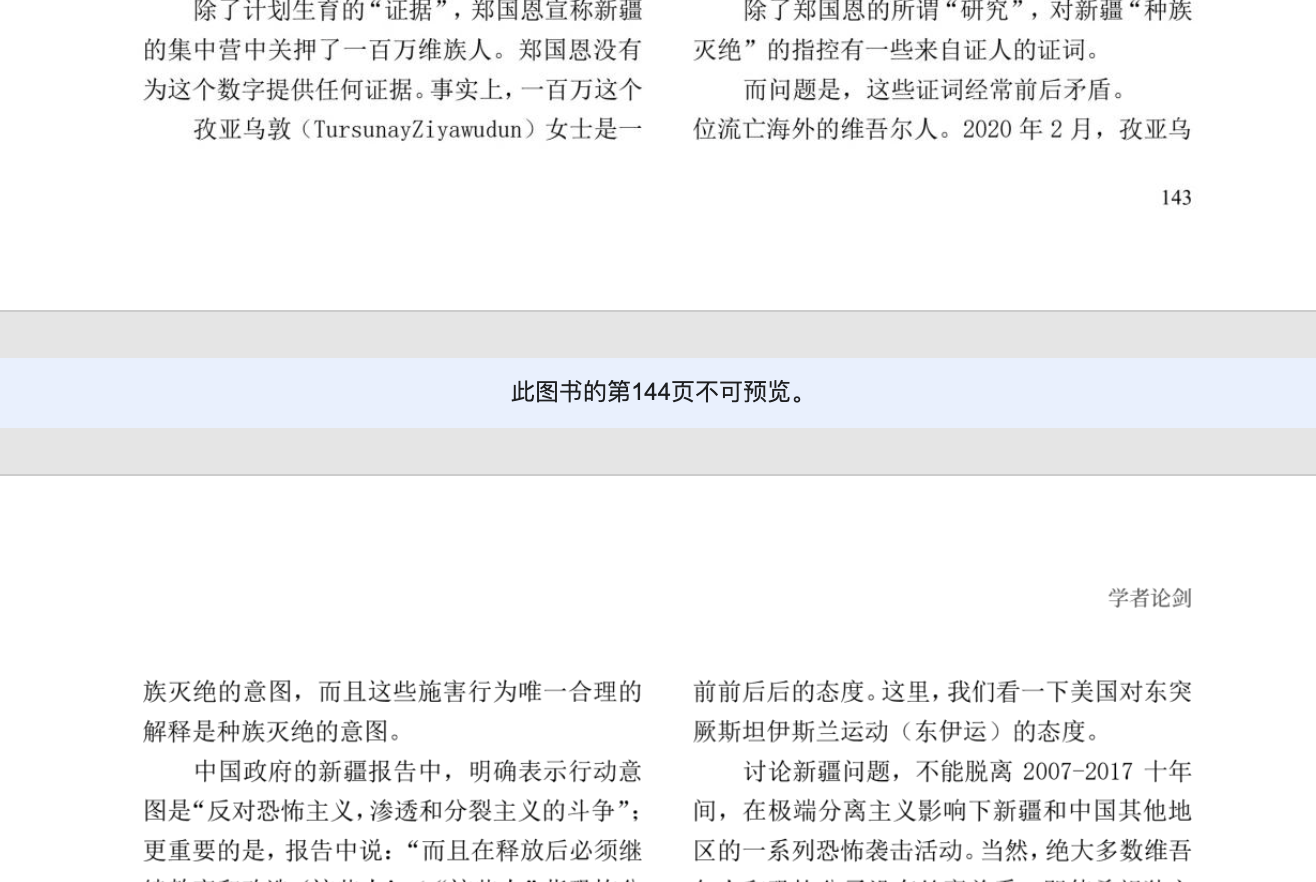 除了计划生育的“证据”，郑国恩宣称新疆
的集中营中关押了一百万维族人。郑国恩没有
为这个数字提供任何证据。事实上，一百万这个
孜亚乌敦（TursunayZiyawudun）女士是一
除了郑国恩的所谓“研究”，对新疆“种族
灭绝”的指控有一些来自证人的证词。
而问题是，这些证词经常前后矛盾。
位流亡海外的维吾尔人。2020 年 2 月，孜亚乌
143
此图书的第144页不可预览。
学者论剑
族灭绝的意图，而且这些施害行为唯一合理的
解释是种族灭绝的意图。
中国政府的新疆报告中，明确表示行动意
图是“反对恐怖主义，渗透和分裂主义的斗争”；
更重要的是，报告中说：“而且在释放后必须继
前前后后的态度。这里，我们看一下美国对东突
厥斯坦伊斯兰运动（东伊运）的态度。
讨论新疆问题，不能脱离 2007-2017 十年
间，在极端分离主义影响下新疆和中国其他地
区的一系列恐怖袭击活动。当然，绝大多数维吾